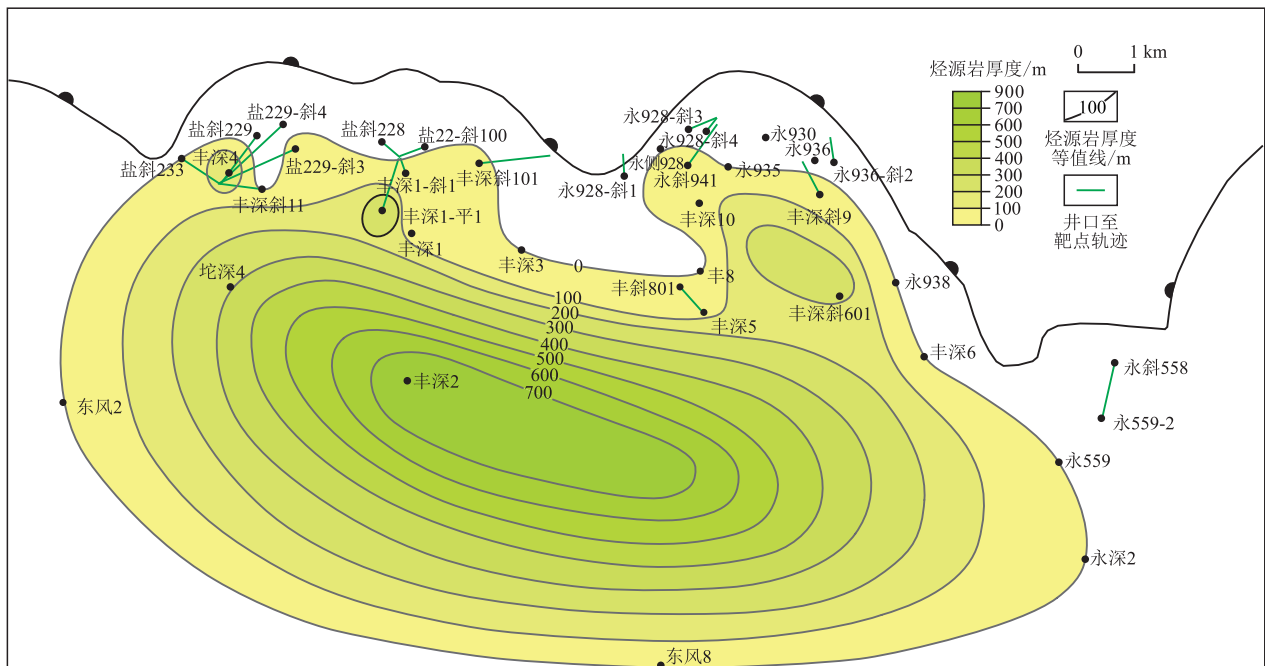 0 1 km
烃源岩厚度/m
900
700
600
500
400
300
200
100
0
100
烃源岩厚度
等值线/m
井口至
靶点轨迹
盐229-斜4
盐斜229
盐斜233
丰深4
盐229-斜3
丰深斜11
盐斜228
盐22-斜100
丰深1-斜1
丰深斜101
丰深1-平1
丰深1
丰深3
坨深4
永928-斜3
永928-斜4
永侧928
永928-斜1
永斜941
永935
永930
永936
永936-斜2
丰深10
丰深斜9
丰8
丰斜801
丰深5
丰深斜601
永938
丰深6
永斜558
永559-2
永559
永深2
0
100
200
300
400
500
600
700
丰深2
东风2
东风8